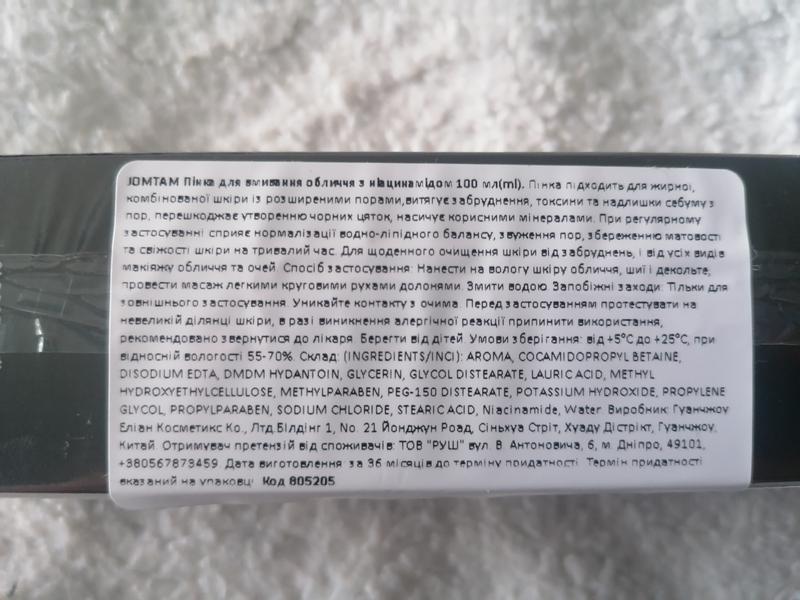 JOMTAM Пінка для вмивання обличчя з ніацинамідом 100 мл(ml). Пінка підходить для жирної,
комбінованої шкіри із розширеними порами,витягує забруднення, токсини та надлишки себуму з
пор, перешкоджає утворенню чорних цяток, насичує корисними мінералами. При регулярному
застосуванні сприяє нормалізації водно-ліпідного балансу, звуження пор, збереженню матовості
та свіжості шкіри на тривалий час. Для щоденного очищення шкіри від забруднень, і від усіх видів
макіяжу обличчя та очей. Спосіб застосування: Нанести на вологу шкіру обличчя, шиї і декольте,
провести масаж легкими круговими рухами долонями. Змити водою. Запобіжні заходи: Тільки для
зовнішнього застосування. Уникайте контакту з очима. Перед застосуванням протестувати на
невеликій ділянці шкіри, в разі виникнення алергічної реакції припинити використання,
рекомендовано звернутися до лікаря. Берегти від дітей. Умови зберігання: від +5°С до +25°С, при
відносній вологості 55-70%. Склад: (INGREDIENTS/INCI): AROMA, COCAMIDOPROPYL BETAINE,
DISODIUM EDTA, DMDM HYDANTOIN, GLYCERIN, GLYCOL DISTEARATE, LAURIC ACID, METHYL
HYDROXYETHYLCELLULOSE, METHYLPARABEN, PEG-150 DISTEARATE, POTASSIUM HYDROXIDE, PROPYLENE
GLYCOL, PROPYLPARABEN, SODIUM CHLORIDE, STEARIC ACID, Niacinamide, Water. Виробник: Гуанчжоу
Еліан Косметикс Ко., Лтд.Білдінг 1, No. 21 Йонджун Роад, Сіньхуа Стріт, Хуаду Дістрікт, Гуанчжоу,
Китай. Отримувач претензій від споживачів: ТОВ "РУШ" вул. В. Антоновича, 6, м. Дніпро, 49101,
+380567873459. Дата виготовлення: за 36 місяців до терміну придатності. Термін придатності
вказаний на упаковці. Код 805205